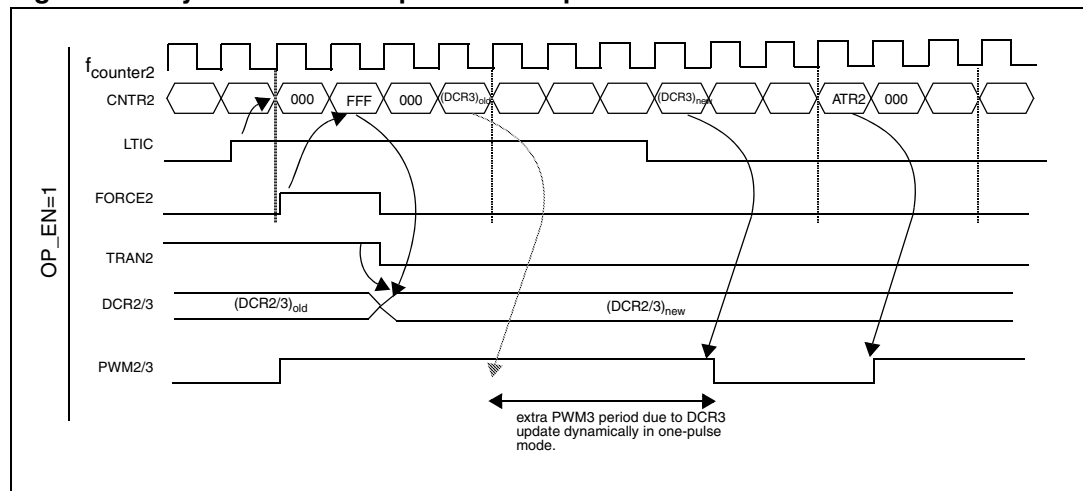 f counter2
CNTR2 000 FFF 000 (DCR3)old (DCR3)new ATR2 000
LTIC
FORCE2
OP_EN=1
TRAN2
DCR2/3 (DCR2/3)old (DCR2/3)new
PWM2/3
extra PWM3 period due to DCR3
update dynamically in one-pulse
mode.